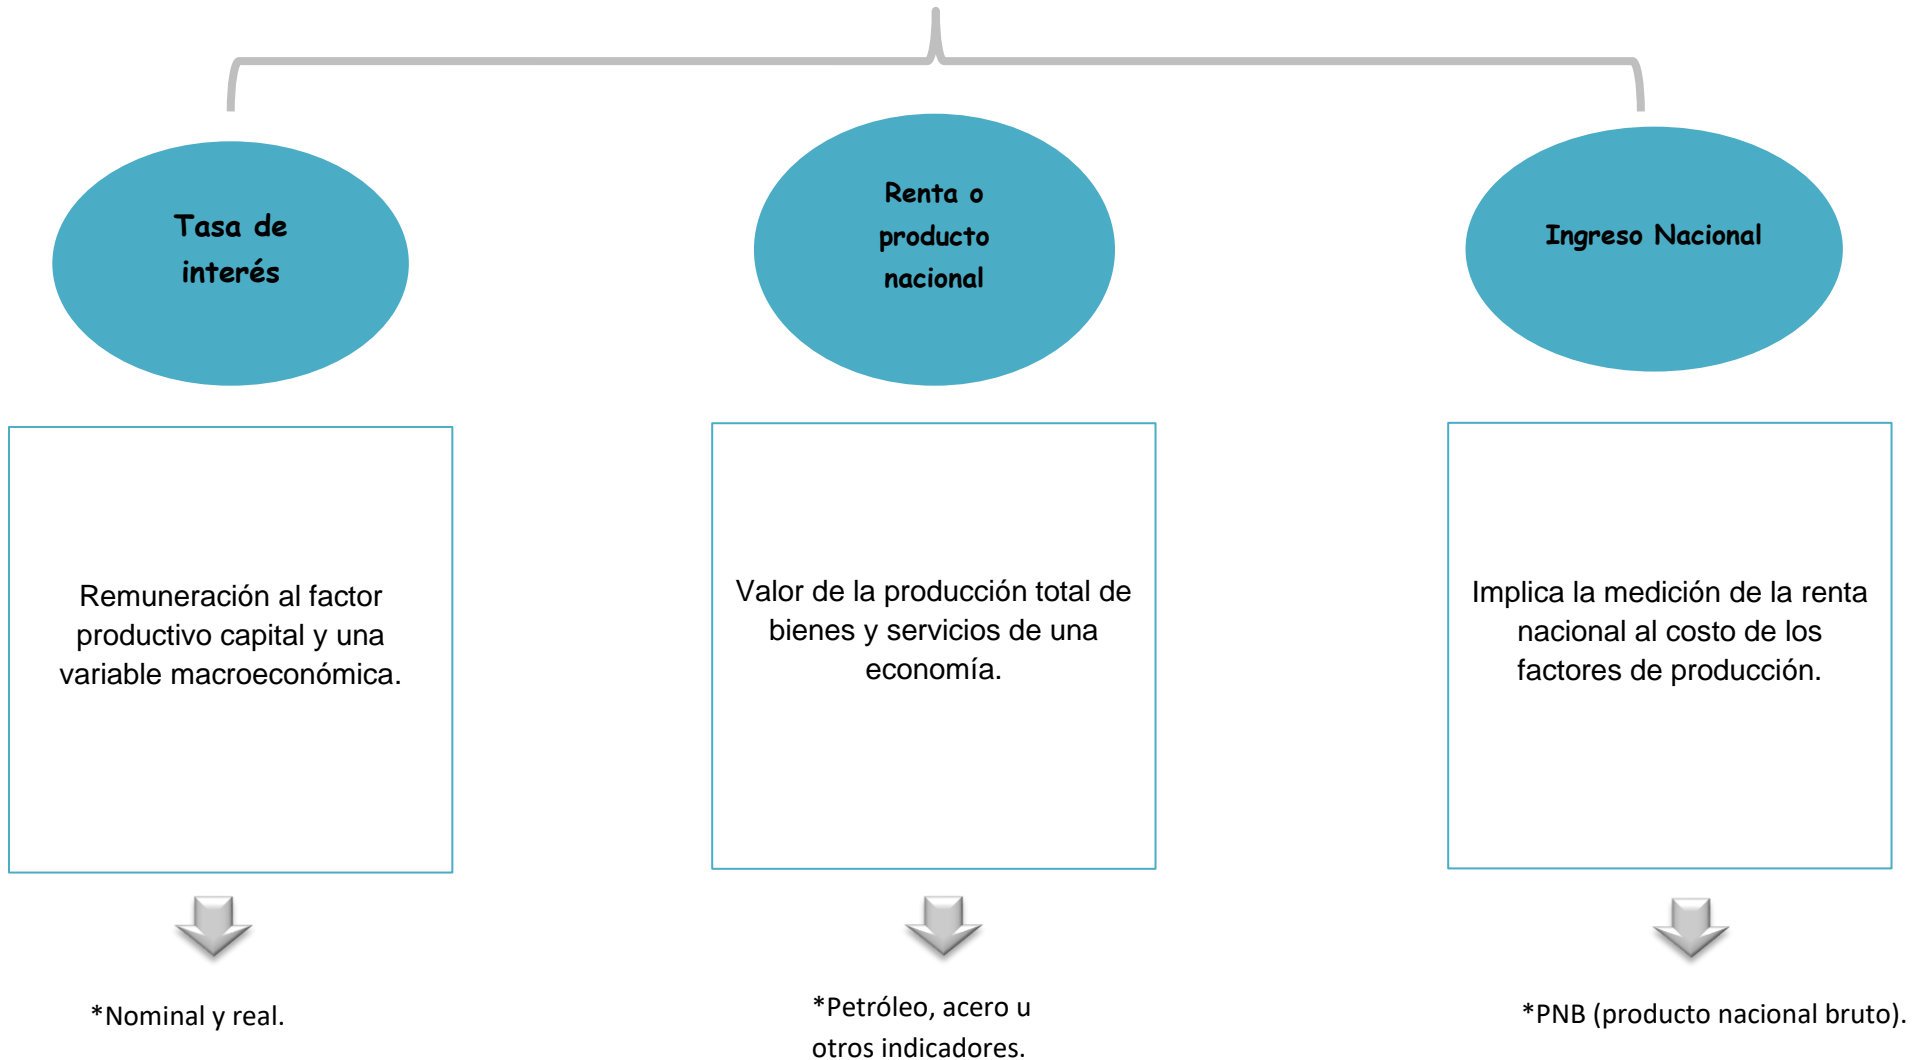 Tasa de
interés
Renta o
producto
nacional
Ingreso Nacional
Remuneración al factor
productivo capital y una
variable macroeconómica.
Valor de la producción total de
bienes y servicios de una
economía.
Implica la medición de la renta
nacional al costo de los
factores de producción.
*Nominal y real.
*Petróleo, acero u
otros indicadores.
*PNB (producto nacional bruto).